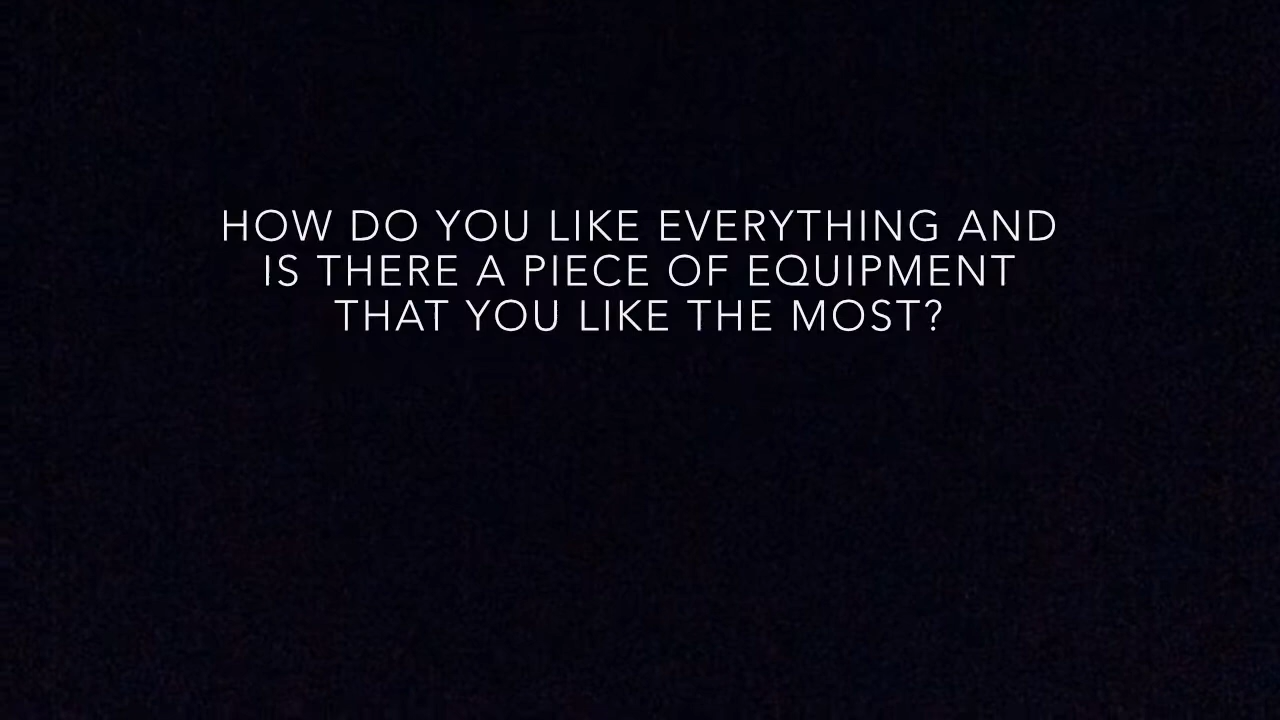 HOW DO YOU LIKE EVERYTHING AND
IS THERE A PIECE OF EQUIPMENT
THAT YOU LIKE THE MOST?